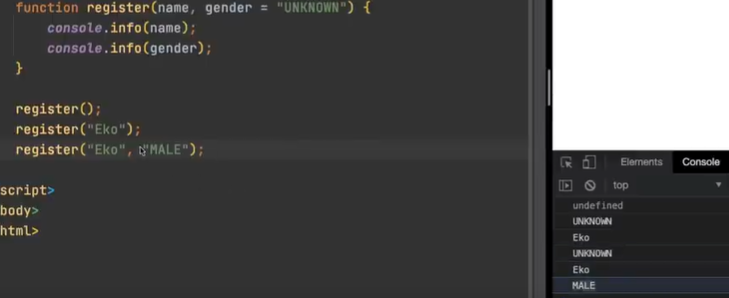 function register(name, gender = "UNKNOWN") {
console.info(name);
console.info(gender);
}
register();
register("Eko");
register("Eko", "MALE");
script>
body>
html>
Elements Console
top
undefined
UNKNOWN
Eko
UNKNOWN
Eko
MALE